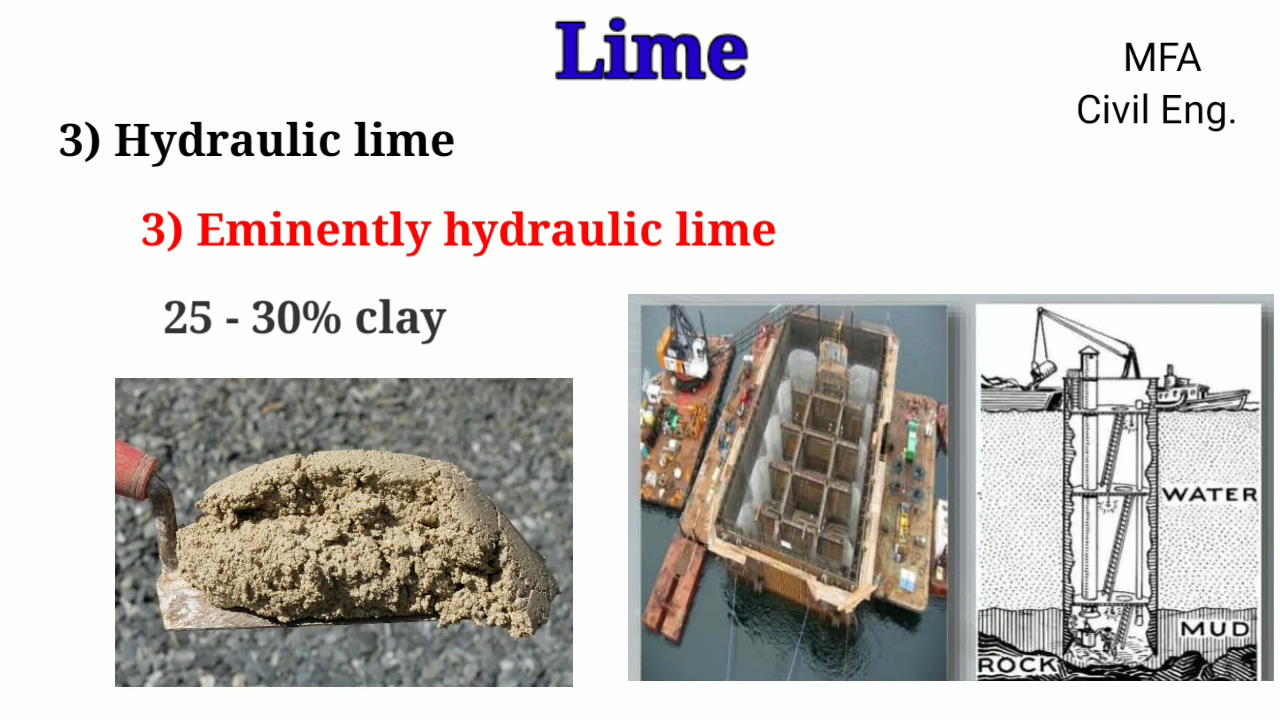 Lime
MFA
Civil Eng.
3) Hydraulic lime
3) Eminently hydraulic lime
25 - 30% clay
WATER
MUD
ROCK